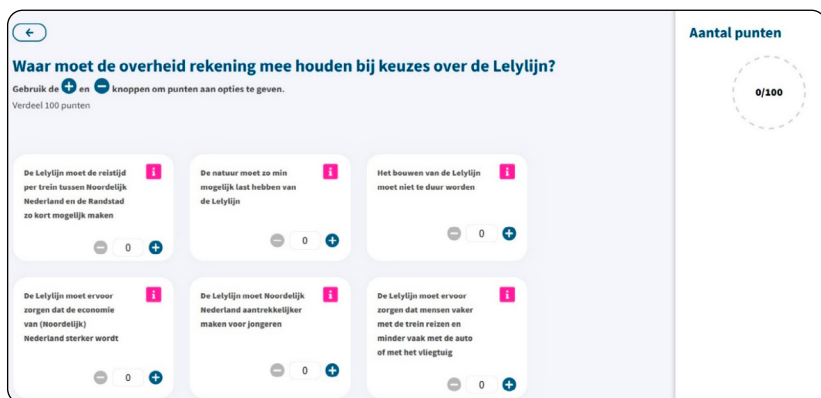 Aantal punten
Waar moet de overheid rekening mee houden bij keuzes over de Lelylijn?
Gebruik de + en − knoppen om punten aan opties te geven.
Verdeel 100 punten
0/100
De Lelylijn moet de reistijd
per trein tussen Noordelijk
Nederland en de Randstad
zo kort mogelijk maken
0
De natuur moet zo min
mogelijk last hebben van
de Lelylijn
0
Het bouwen van de Lelylijn
moet niet te duur worden
0
De Lelylijn moet ervoor
zorgen dat de economie
van (Noordelijk)
Nederland sterker wordt
0
De Lelylijn moet Noordelijk
Nederland aantrekkelijker
maken voor jongeren
0
De Lelylijn moet ervoor
zorgen dat mensen vaker
met de trein reizen en
minder vaak met de auto
of met het vliegtuig
0